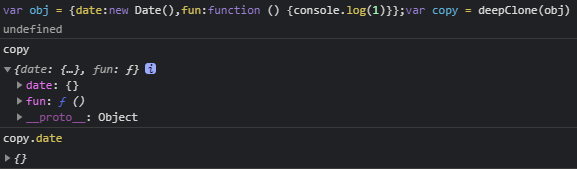 var obj = {date:new Date(),fun:function () {console.log(1)}};var copy = deepClone(obj)
undefined
copy
▼{date: {…}, fun: ƒ} i
▶date: {}
▶fun: ƒ ()
▶__proto__: Object
copy.date
▶{}